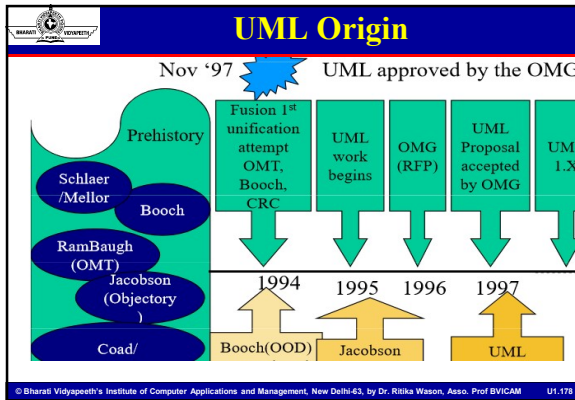 BHARATI
VIDYAPEETH
PUNE
UML Origin
Nov ‘97
UML approved by the OMG
Prehistory
Schlaer
/Mellor
Booch
RamBaugh
(OMT)
Jacobson
(Objectory
)
Coad/
Fusion 1st
unification
attempt
OMT,
Booch,
CRC
UML
work
begins
OMG
(RFP)
UML
Proposal
accepted
by OMG
UM
1.X
1994
1995
1996
1997
Booch(OOD)
Jacobson
UML
© Bharati Vidyapeeth's Institute of Computer Applications and Management, New Delhi-63, by Dr. Ritika Wason, Asso. Prof BVICAM
U1.178